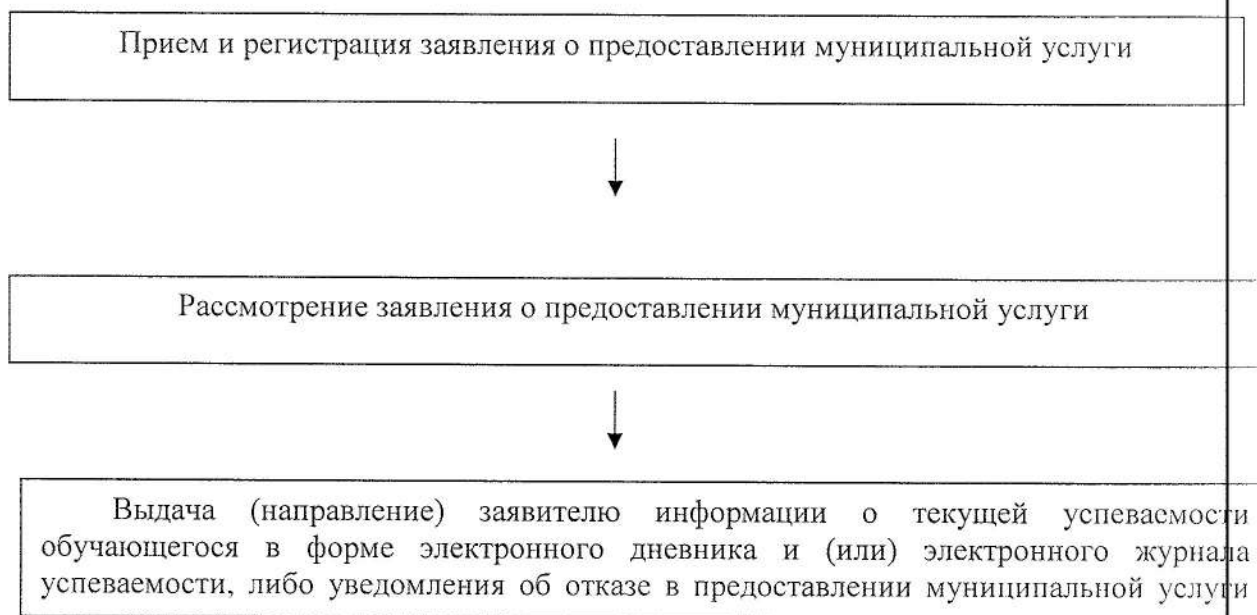 Прием и регистрация заявления о предоставлении муниципальной услуги
Рассмотрение заявления о предоставлении муниципальной услуги
Выдача (направление) заявителю информации о текущей успеваемости
обучающегося в форме электронного дневника и (или) электронного журнала
успеваемости, либо уведомления об отказе в предоставлении муниципальной услуги